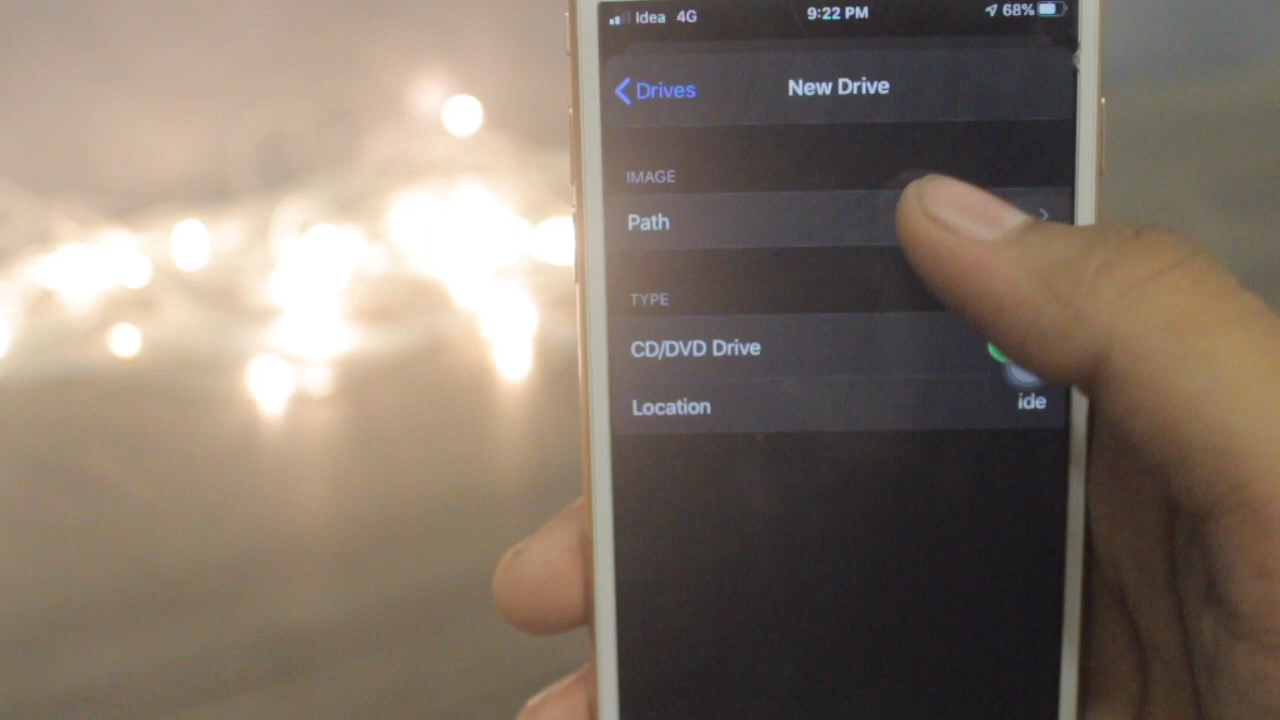 Idea 4G 9:22 PM 68%
Drives New Drive
IMAGE
Path
TYPE
CD/DVD Drive
Location ide